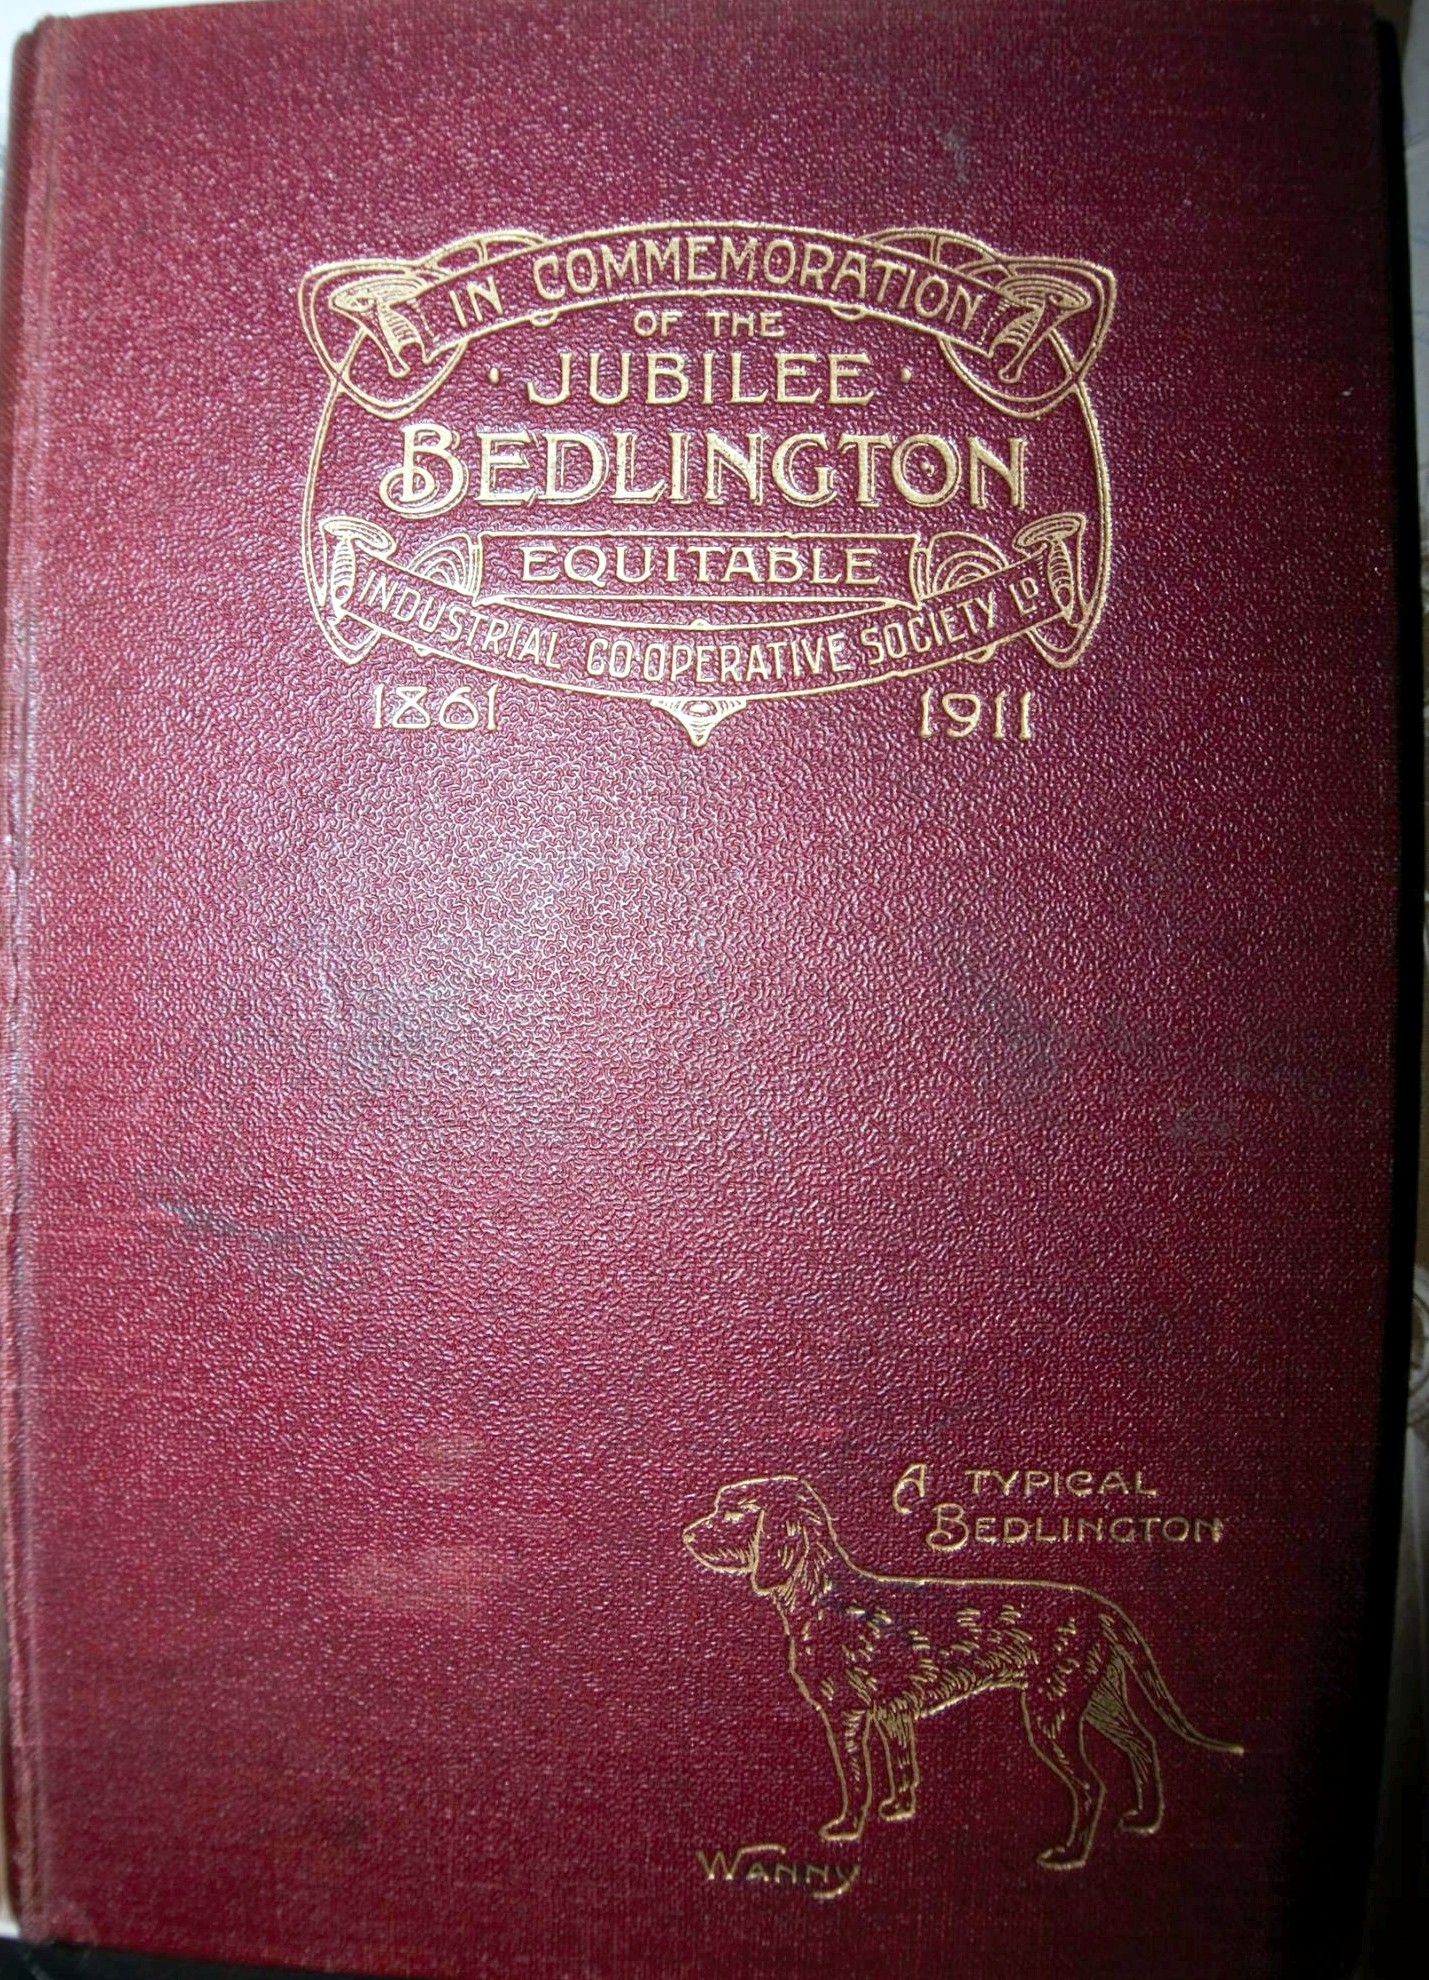 IN COMMEMORATION
OF THE
· JUBILEE ·
BEDLINGTON
EQUITABLE
INDUSTRIAL CO-OPERATIVE SOCIETY LD
1861 1911
A TYPICAL
BEDLINGTON
WANNY